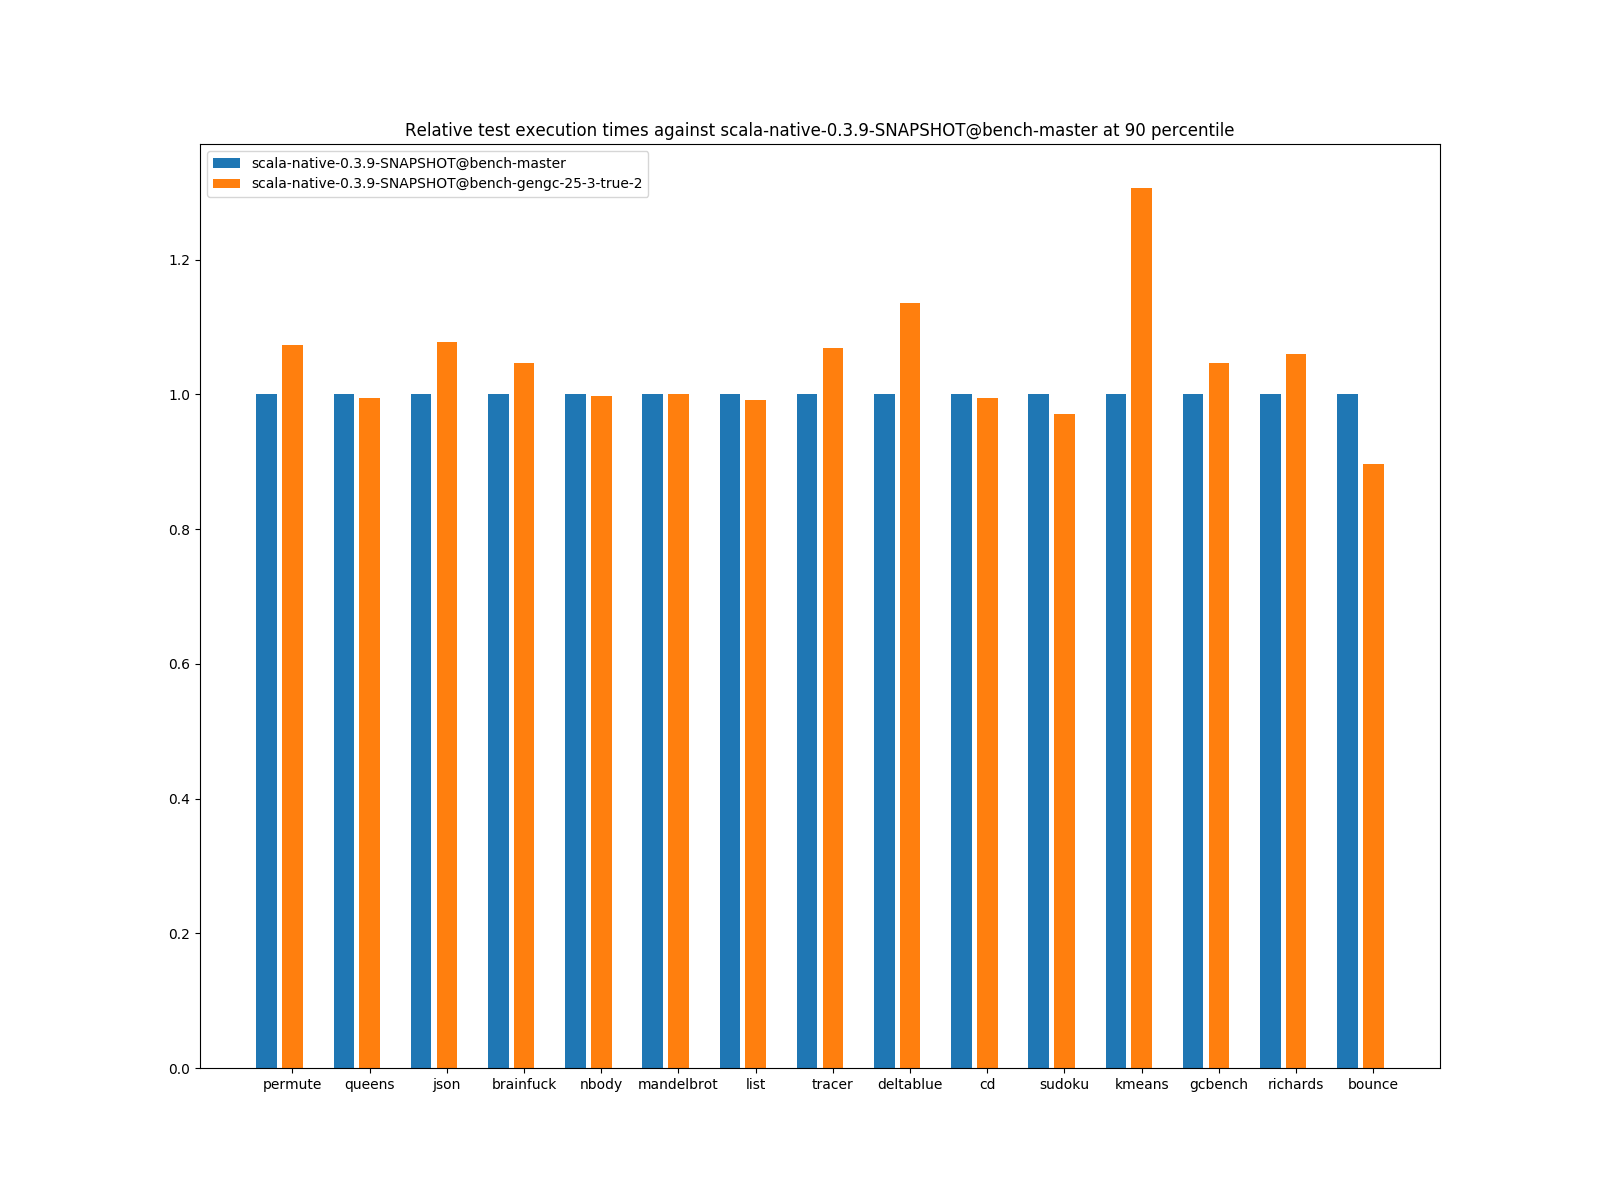 Relative test execution times against scala-native-0.3.9-SNAPSHOT@bench-master at 90 percentile
scala-native-0.3.9-SNAPSHOT@bench-master
scala-native-0.3.9-SNAPSHOT@bench-gengc-25-3-true-2
1.2
1.0
0.8
0.6
0.4
0.2
0.0
permute queens json brainfuck nbody mandelbrot list tracer deltablue cd sudoku kmeans gcbench richards bounce